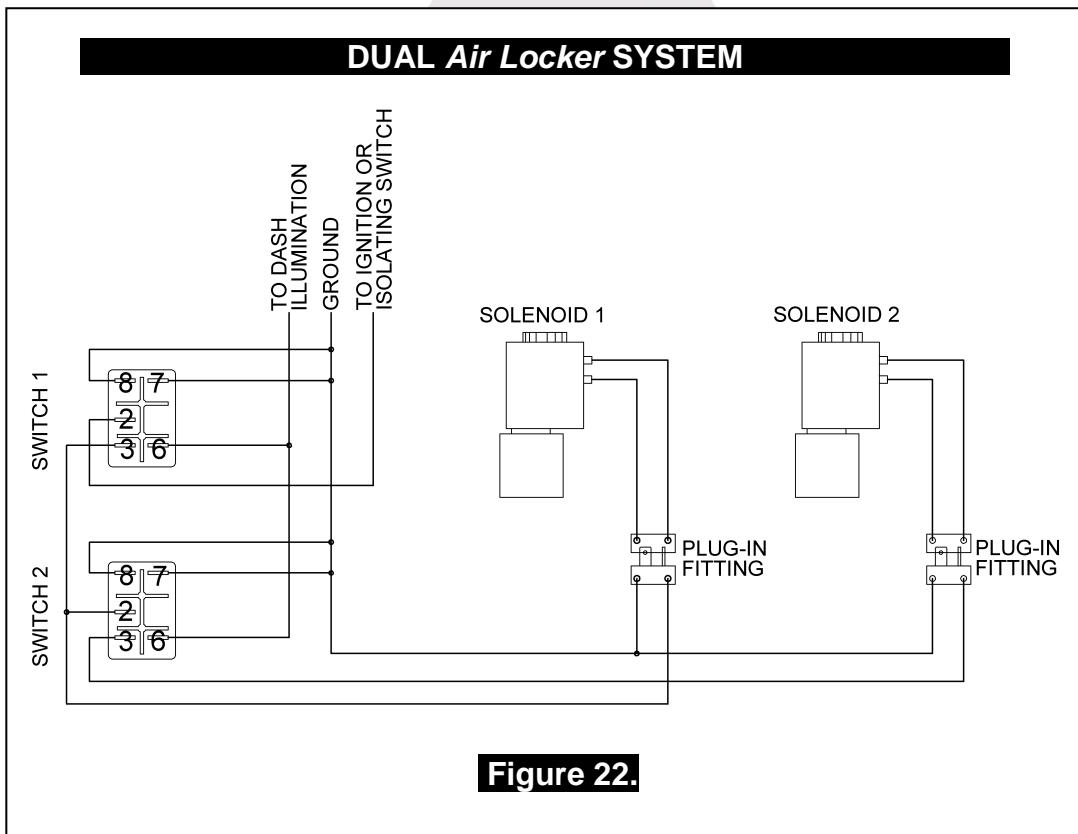 DUAL Air Locker SYSTEM
TO DASH
ILLUMINATION
GROUND
TO IGNITION OR
ISOLATING SWITCH
SOLENOID 1
SOLENOID 2
SWITCH 1
8 7
2
3 6
SWITCH 2
8 7
2
3 6
PLUG-IN
FITTING
PLUG-IN
FITTING
Figure 22.